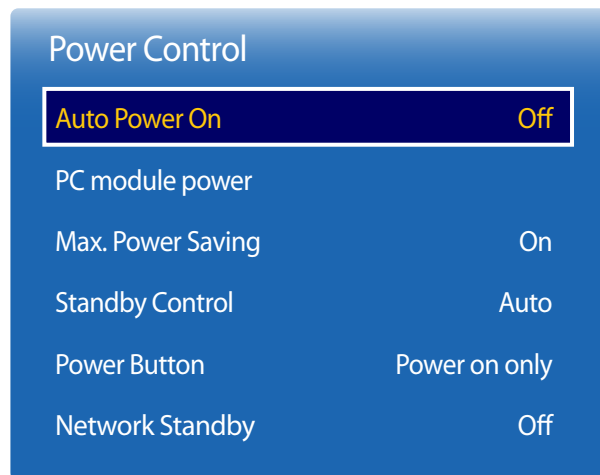 Power Control
Auto Power On Off
PC module power
Max. Power Saving On
Standby Control Auto
Power Button Power on only
Network Standby Off